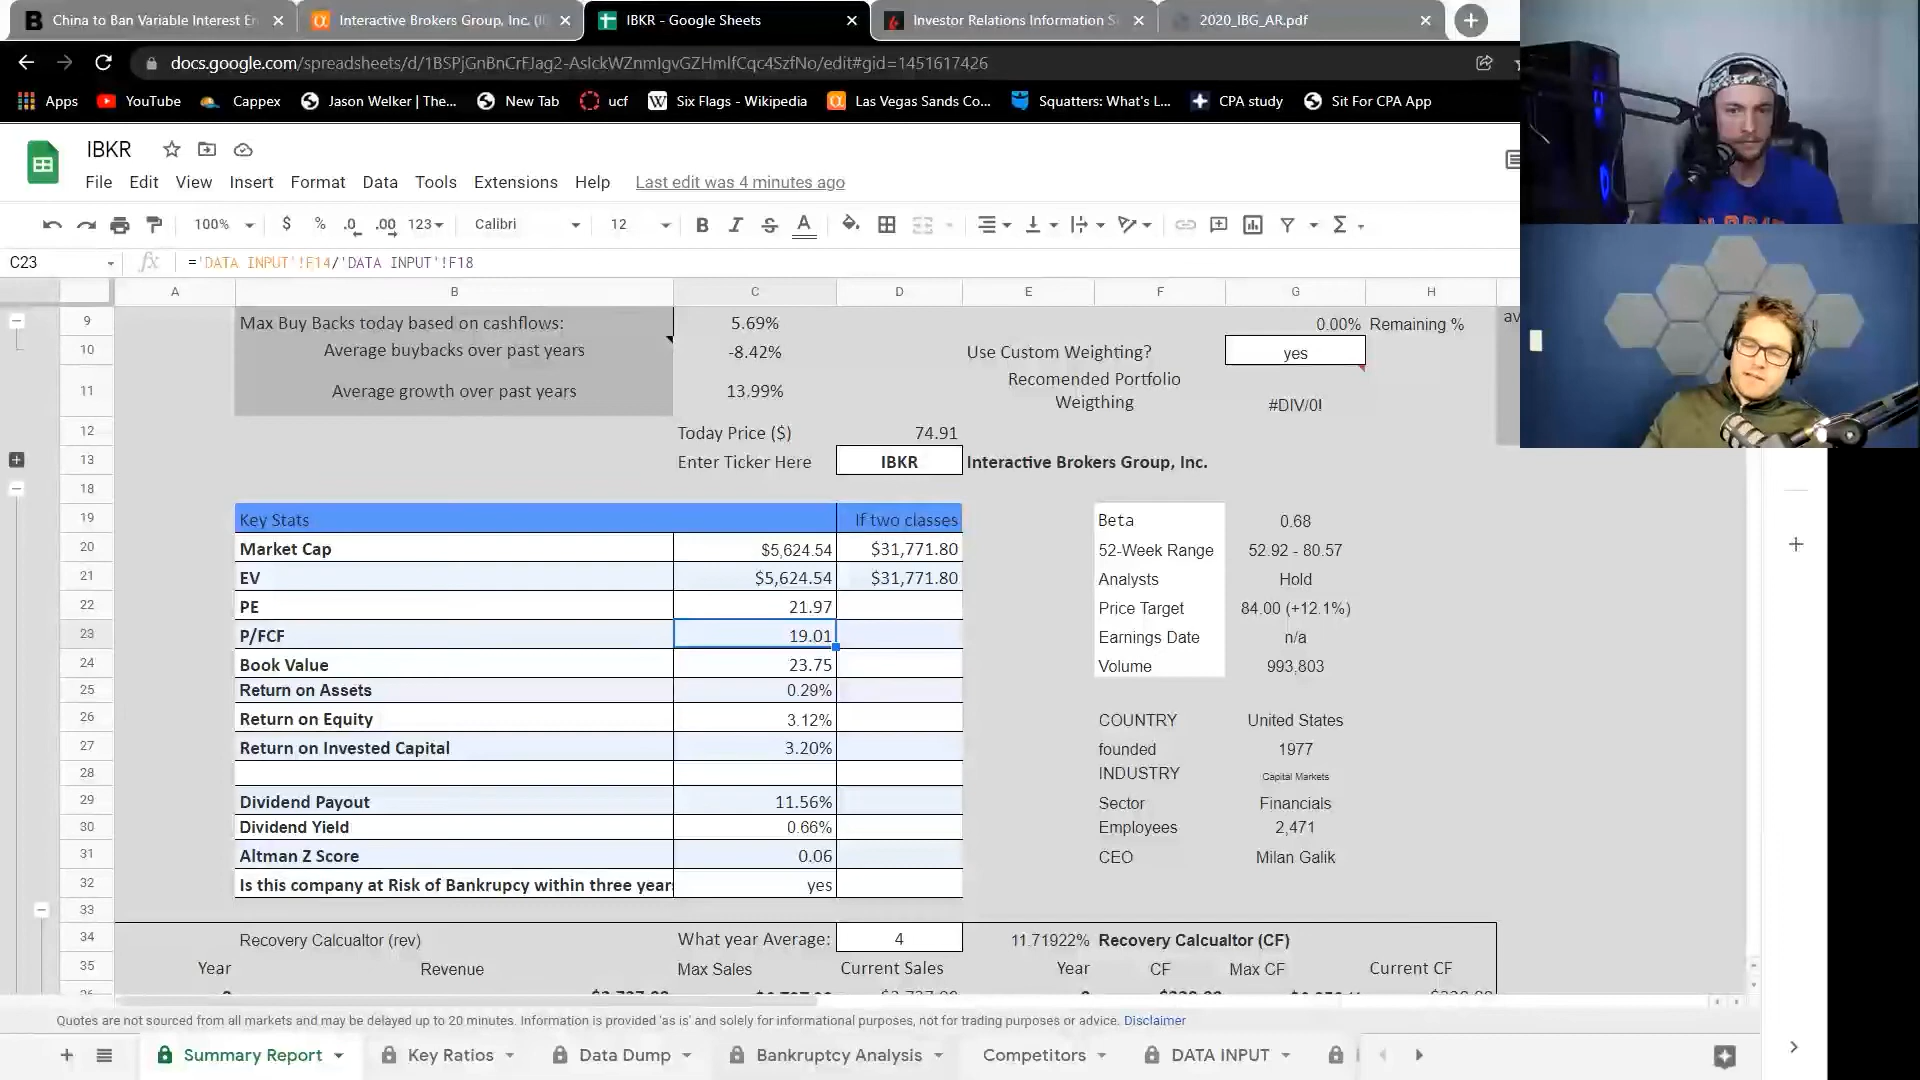 China to Ban Variable Interest En
Interactive Brokers Group, Inc. (I
IBKR - Google Sheets
Investor Relations Information S
2020_IBG_AR.pdf
docs.google.com/spreadsheets/d/1BSPjGnBnCrFJag2-AsIckWZnmIgvGZHmIfCqc4SzfNo/edit#gid=1451617426
Apps YouTube Cappex Jason Welker | The... New Tab ucf Six Flags - Wikipedia Las Vegas Sands Co... Squatters: What's L... CPA study Sit For CPA App
IBKR
File Edit View Insert Format Data Tools Extensions Help Last edit was 4 minutes ago
100% $ % .0 .00 123 Calibri 12 B I S A
C23 fx ='DATA INPUT'!F14/'DATA INPUT'!F18
A B C D E F G H
9 Max Buy Backs today based on cashflows: 5.69% 0.00% Remaining % av
10 Average buybacks over past years -8.42% Use Custom Weighting? yes
11 Average growth over past years 13.99% Recomended Portfolio Weigthing #DIV/0!
12 Today Price ($) 74.91
13 Enter Ticker Here IBKR Interactive Brokers Group, Inc.
18
19 Key Stats If two classes Beta 0.68
20 Market Cap $5,624.54 $31,771.80 52-Week Range 52.92 - 80.57
21 EV $5,624.54 $31,771.80 Analysts Hold
22 PE 21.97 Price Target 84.00 (+12.1%)
23 P/FCF 19.01 Earnings Date n/a
24 Book Value 23.75 Volume 993,803
25 Return on Assets 0.29%
26 Return on Equity 3.12% COUNTRY United States
27 Return on Invested Capital 3.20% founded 1977
28 INDUSTRY Capital Markets
29 Dividend Payout 11.56% Sector Financials
30 Dividend Yield 0.66% Employees 2,471
31 Altman Z Score 0.06 CEO Milan Galik
32 Is this company at Risk of Bankrupcy within three year yes
33
34 Recovery Calcualtor (rev) What year Average: 4 11.71922% Recovery Calcualtor (CF)
35 Year Revenue Max Sales Current Sales Year CF Max CF Current CF
Quotes are not sourced from all markets and may be delayed up to 20 minutes. Information is provided 'as is' and solely for informational purposes, not for trading purposes or advice. Disclaimer
Summary Report Key Ratios Data Dump Bankruptcy Analysis Competitors DATA INPUT